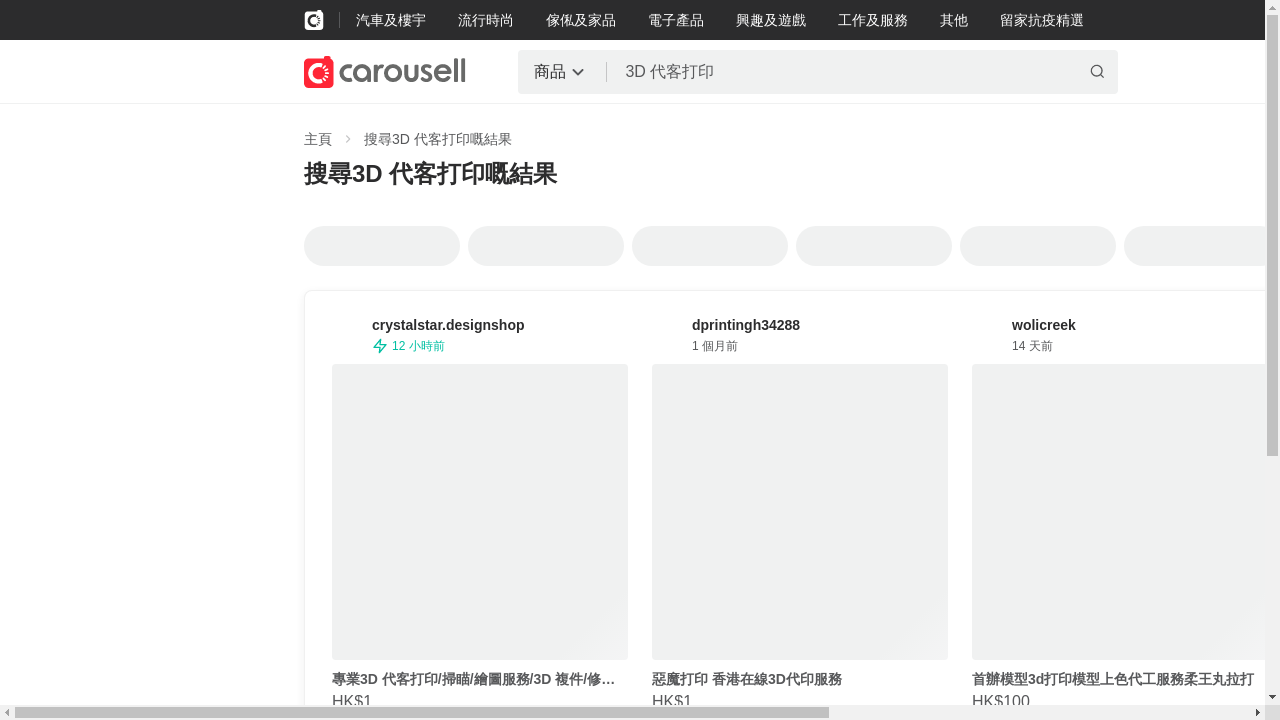 汽車及樓宇 流行時尚 傢俬及家品 電子產品 興趣及遊戲 工作及服務 其他 留家抗疫精選
carousell 商品 3D 代客打印
主頁 搜尋3D 代客打印嘅結果
搜尋3D 代客打印嘅結果
crystalstar.designshop dprintingh34288 wolicreek
12 小時前 1 個月前 14 天前
專業3D 代客打印/掃瞄/繪圖服務/3D 複件/修… 惡魔打印 香港在線3D代印服務 首辦模型3d打印模型上色代工服務柔王丸拉打
HK$1 HK$1 HK$100